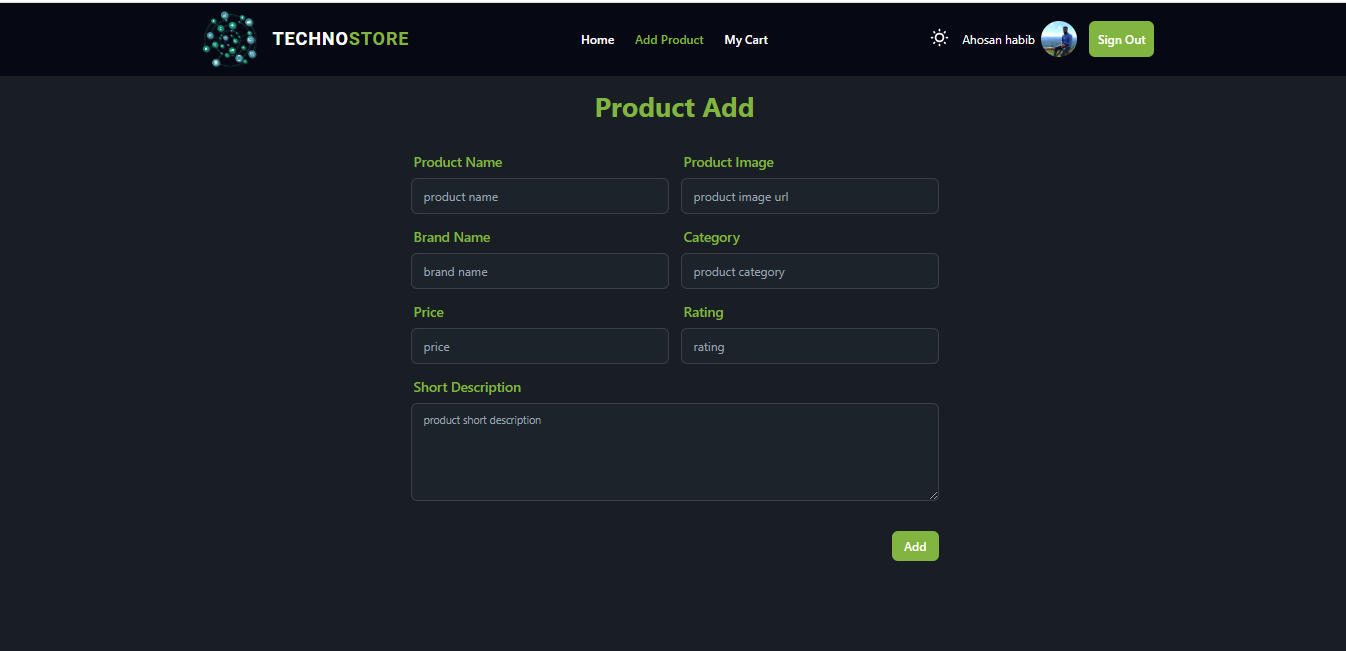 TECHNOSTORE Home Add Product My Cart Ahosan habib Sign Out
Product Add
Product Name Product Image
product name product image url
Brand Name Category
brand name product category
Price Rating
price rating
Short Description
product short description
Add